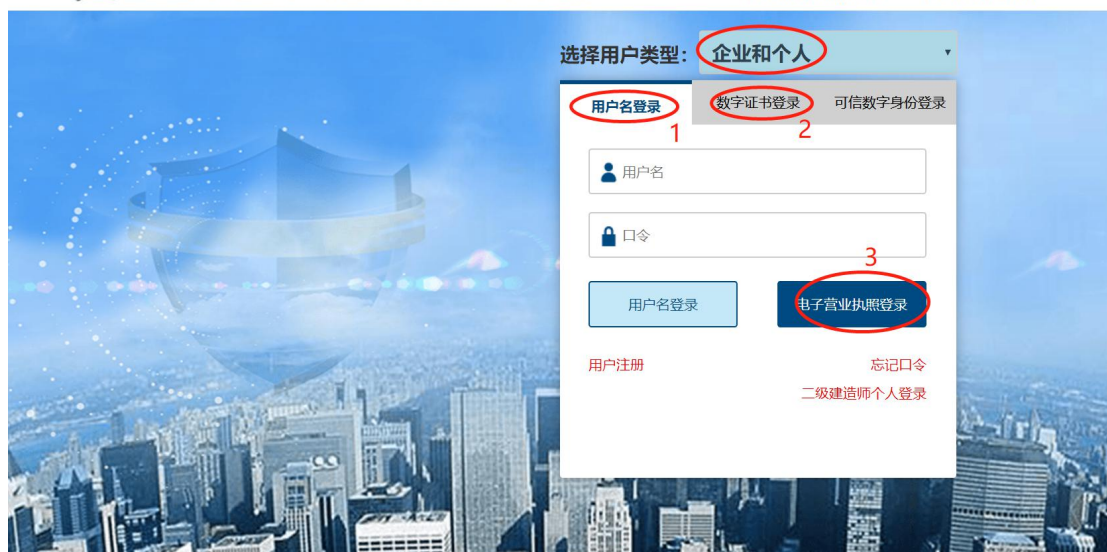 选择用户类型： 企业和个人
用户名登录 数字证书登录 可信数字身份登录
1 2
用户名
口令
3
用户名登录 电子营业执照登录
用户注册 忘记口令
二级建造师个人登录